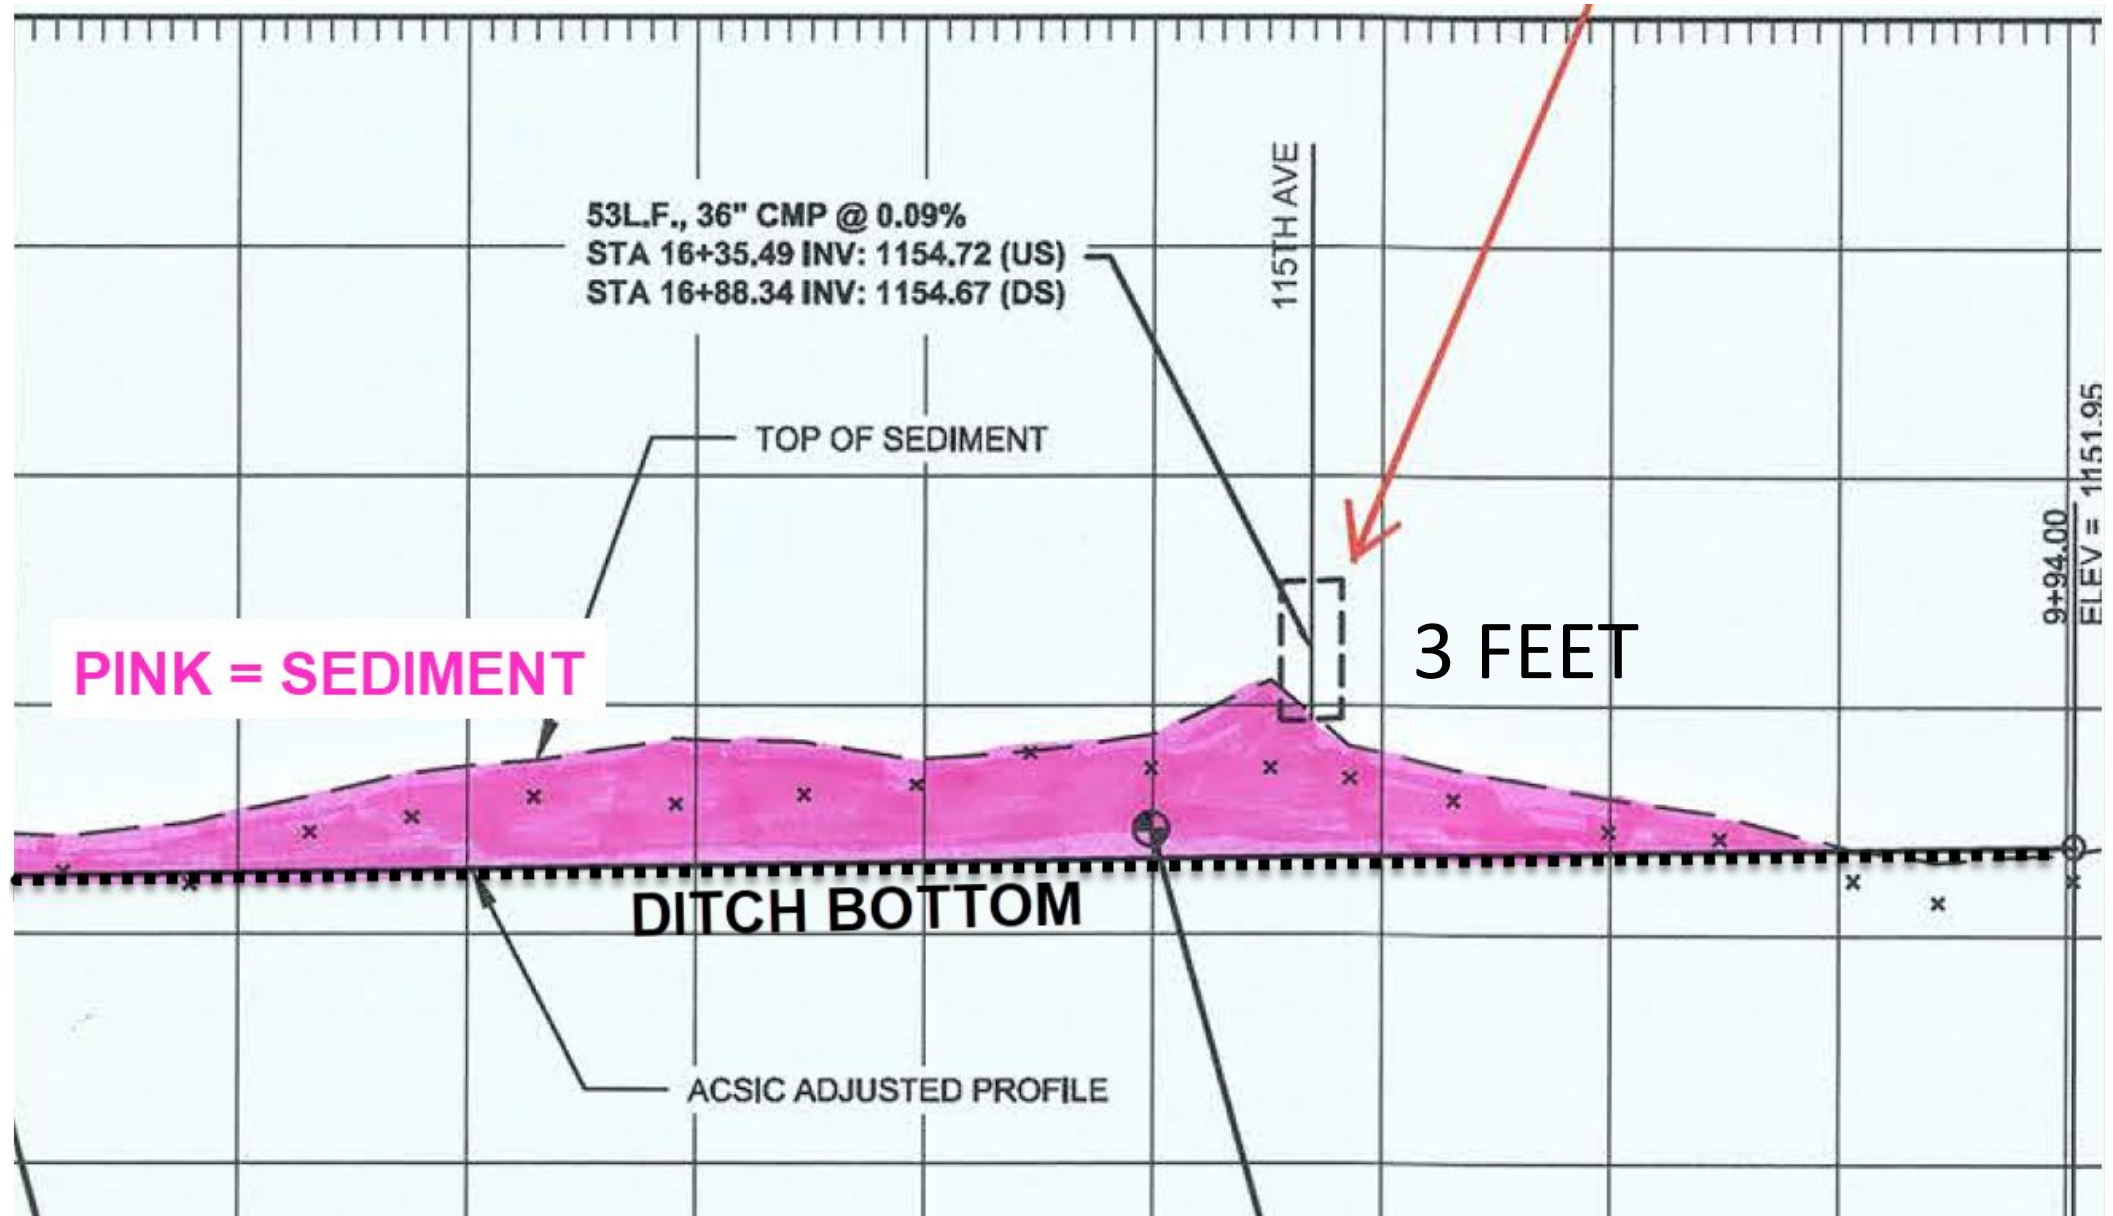 53L.F., 36" CMP @ 0.09%
STA 16+35.49 INV: 1154.72 (US)
STA 16+88.34 INV: 1154.67 (DS)
115TH AVE
TOP OF SEDIMENT
9+94.00
ELEV = 1151.95
3 FEET
PINK = SEDIMENT
DITCH BOTTOM
ACSIC ADJUSTED PROFILE